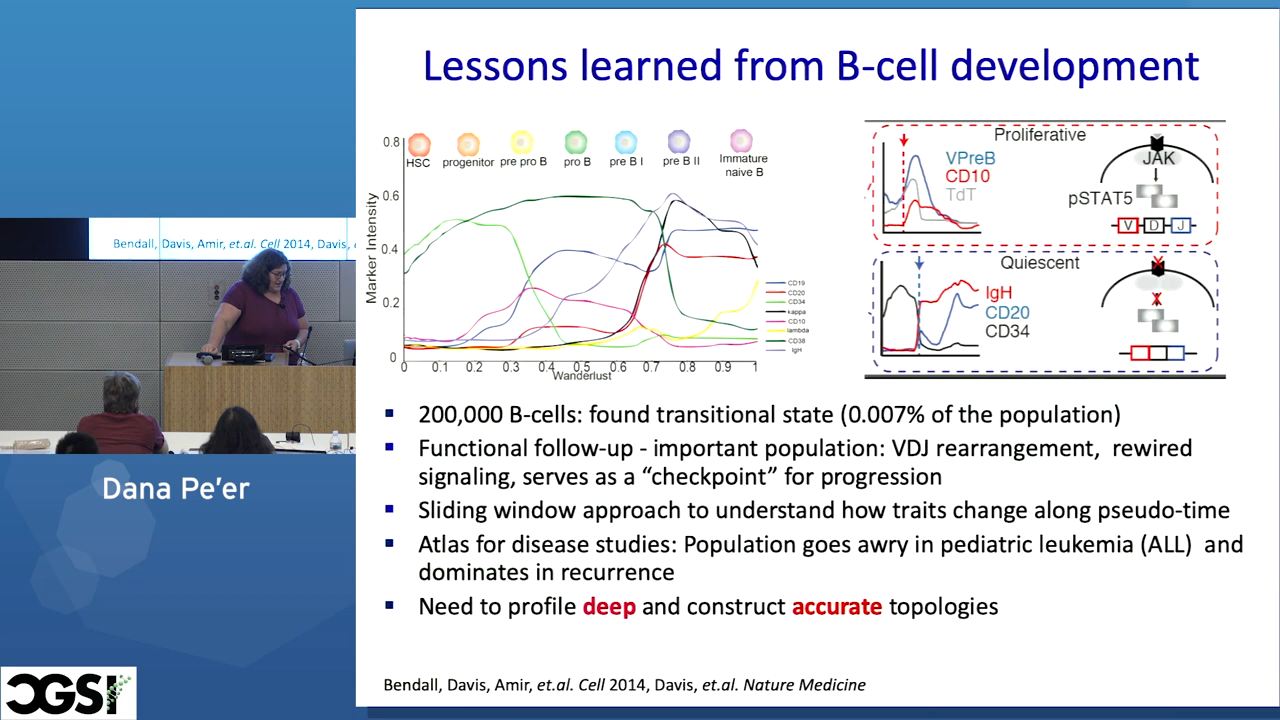 Lessons learned from B-cell development
0.8
0.6
0.4
0.2
0
Marker Intensity
HSC
progenitor
pre pro B
pro B
pre B I
pre B II
Immature
naive B
CD19
CD20
CD34
kappa
CD10
lambda
CD38
IgH
0 0.1 0.2 0.3 0.4 0.5 0.6 0.7 0.8 0.9 1
Wanderlust
Proliferative
VPreB
CD10
TdT
JAK
pSTAT5
V D J
Quiescent
IgH
CD20
CD34
▪ 200,000 B-cells: found transitional state (0.007% of the population)
▪ Functional follow-up - important population: VDJ rearrangement, rewired
signaling, serves as a “checkpoint” for progression
▪ Sliding window approach to understand how traits change along pseudo-time
▪ Atlas for disease studies: Population goes awry in pediatric leukemia (ALL) and
dominates in recurrence
▪ Need to profile deep and construct accurate topologies
Bendall, Davis, Amir, et.al. Cell 2014, Davis, et.al. Nature Medicine
Bendall, Davis, Amir, et.al. Cell 2014, Davis,
Dana Pe’er
CGSI